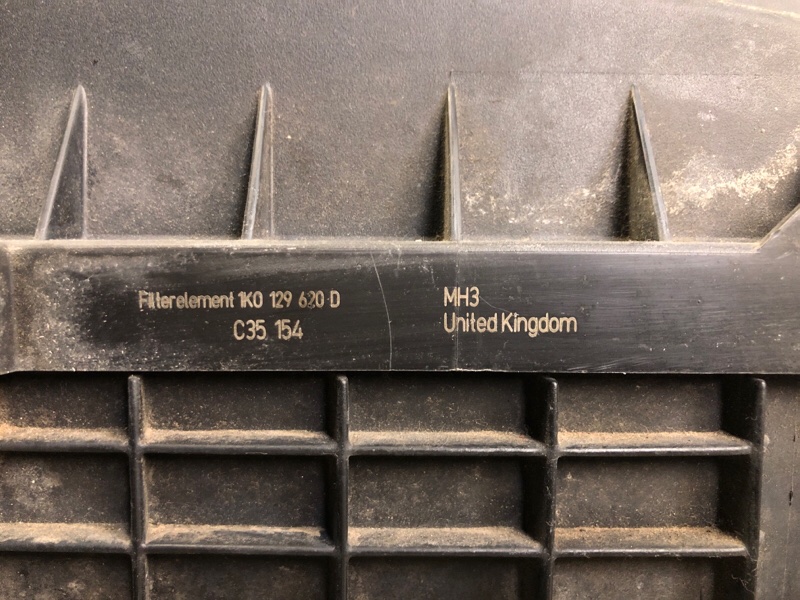 Filterelement 1K0 129 620 D
C35 154
MH3
United Kingdom